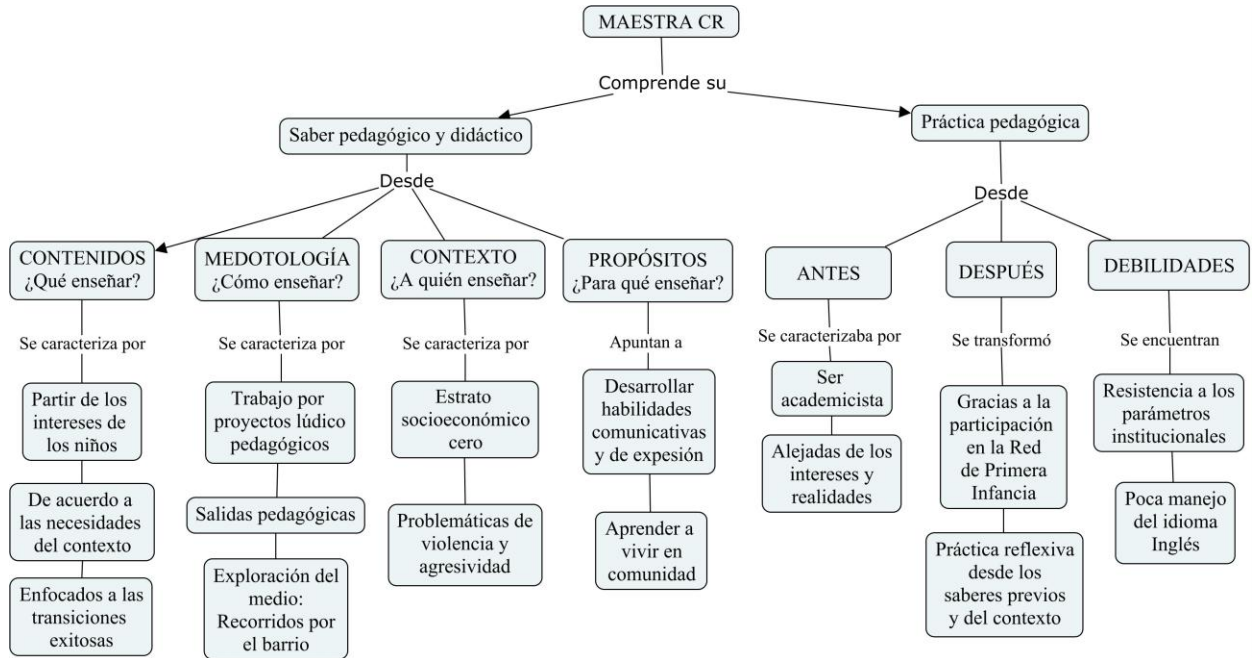 MAESTRA CR
Comprende su
Saber pedagógico y didáctico
Práctica pedagógica
Desde
Desde
CONTENIDOS
¿Qué enseñar?
MEDOTOLOGÍA
¿Cómo enseñar?
CONTEXTO
¿A quién enseñar?
PROPÓSITOS
¿Para qué enseñar?
ANTES
DESPUÉS
DEBILIDADES
Se caracteriza por
Se caracteriza por
Se caracteriza por
Apuntan a
Se caracterizaba por
Se transformó
Se encuentran
Partir de los
intereses de
los niños
De acuerdo a
las necesidades
del contexto
Enfocados a las
transiciones
exitosas
Trabajo por
proyectos lúdico
pedagógicos
Salidas pedagógicas
Exploración del
medio:
Recorridos por
el barrio
Estrato
socioeconómico
cero
Problemáticas de
violencia y
agresividad
Desarrollar
habilidades
comunicativas
y de expesión
Aprender a
vivir en
comunidad
Ser
academicista
Alejadas de los
intereses y
realidades
Gracias a la
participación
en la Red
de Primera
Infancia
Práctica reflexiva
desde los
saberes previos
y del contexto
Resistencia a los
parámetros
institucionales
Poca manejo
del idioma
Inglés